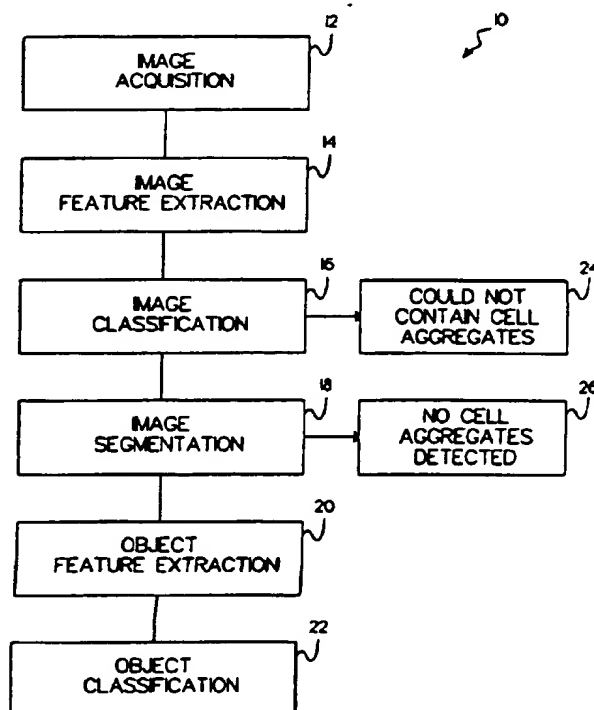 12
10
IMAGE
ACQUISITION
14
IMAGE
FEATURE EXTRACTION
16
IMAGE
CLASSIFICATION
24
COULD NOT
CONTAIN CELL
AGGREGATES
18
IMAGE
SEGMENTATION
26
NO CELL
AGGREGATES
DETECTED
20
OBJECT
FEATURE EXTRACTION
22
OBJECT
CLASSIFICATION